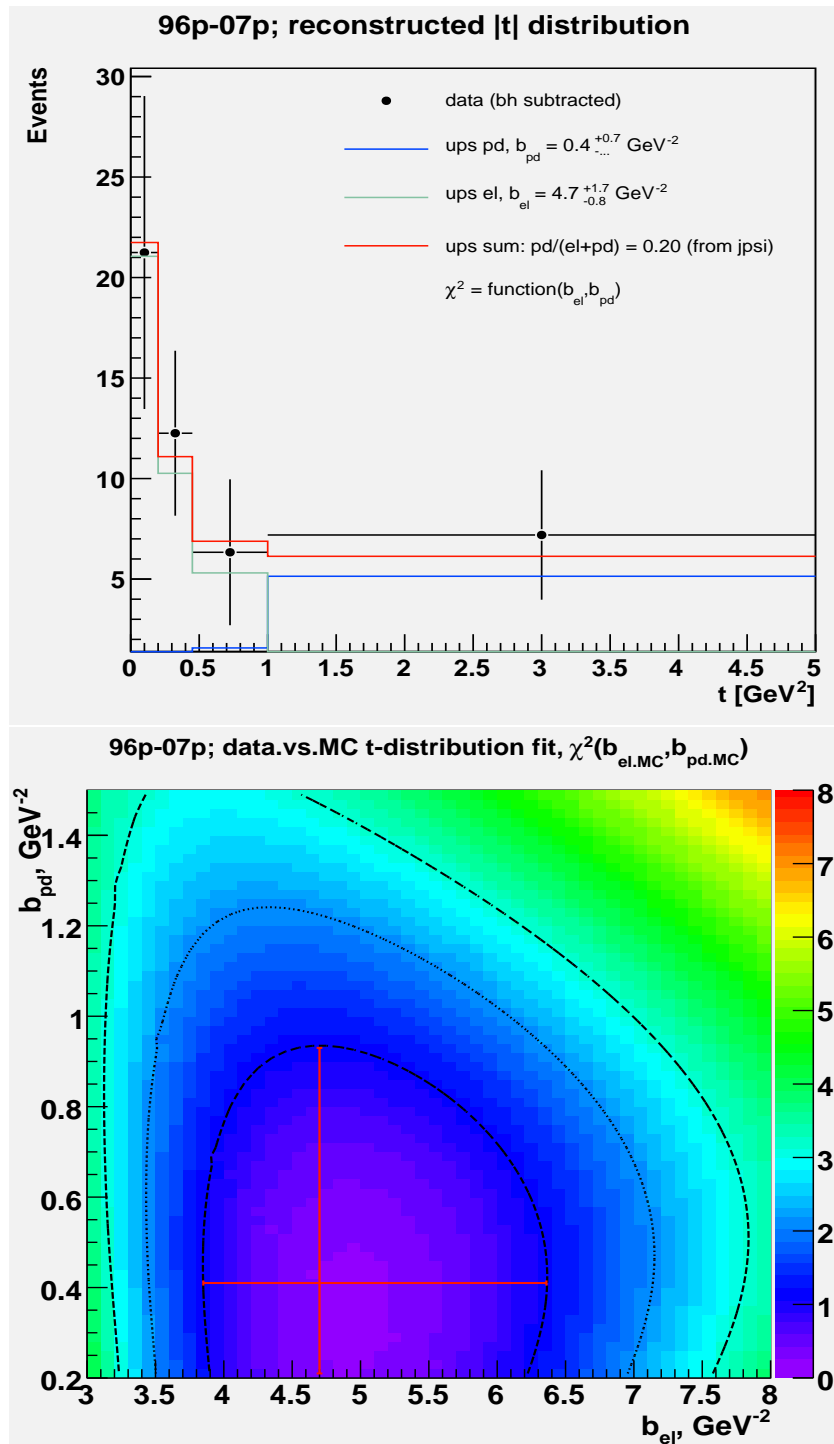 96p-07p; reconstructed |t| distribution
Events
30
25
20
15
10
5
data (bh subtracted)
ups pd, b_pd = 0.4 +0.7 -... GeV⁻²
ups el, b_el = 4.7 +1.7 -0.8 GeV⁻²
ups sum: pd/(el+pd) = 0.20 (from jpsi)
χ² = function(b_el,b_pd)
0 0.5 1 1.5 2 2.5 3 3.5 4 4.5 5
t [GeV²]
96p-07p; data.vs.MC t-distribution fit, χ²(b_el.MC,b_pd.MC)
b_pd, GeV⁻²
1.4
1.2
1
0.8
0.6
0.4
0.2
3 3.5 4 4.5 5 5.5 6 6.5 7 7.5 8
b_el, GeV⁻²
8
7
6
5
4
3
2
1
0